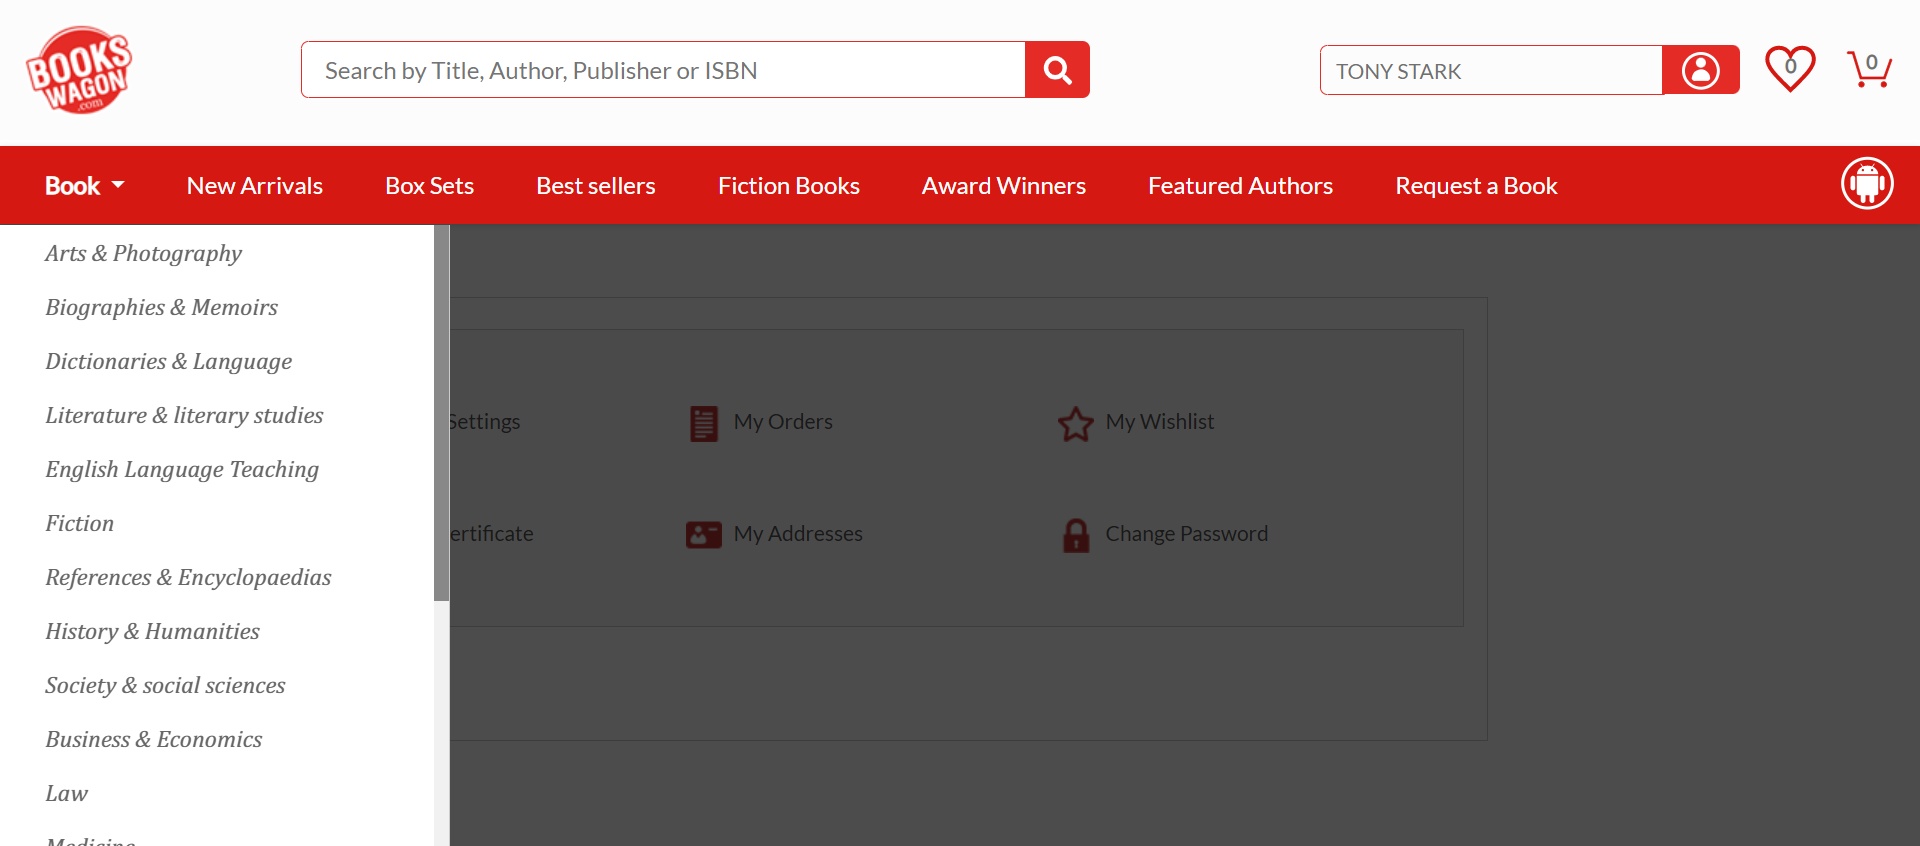 BOOKS
WAGON
.com
Search by Title, Author, Publisher or ISBN
TONY STARK
0
0
Book
New Arrivals
Box Sets
Best sellers
Fiction Books
Award Winners
Featured Authors
Request a Book
Arts & Photography
Biographies & Memoirs
Dictionaries & Language
Literature & literary studies
English Language Teaching
Fiction
References & Encyclopaedias
History & Humanities
Society & social sciences
Business & Economics
Law
Medicine
Settings
My Orders
My Wishlist
ertificate
My Addresses
Change Password